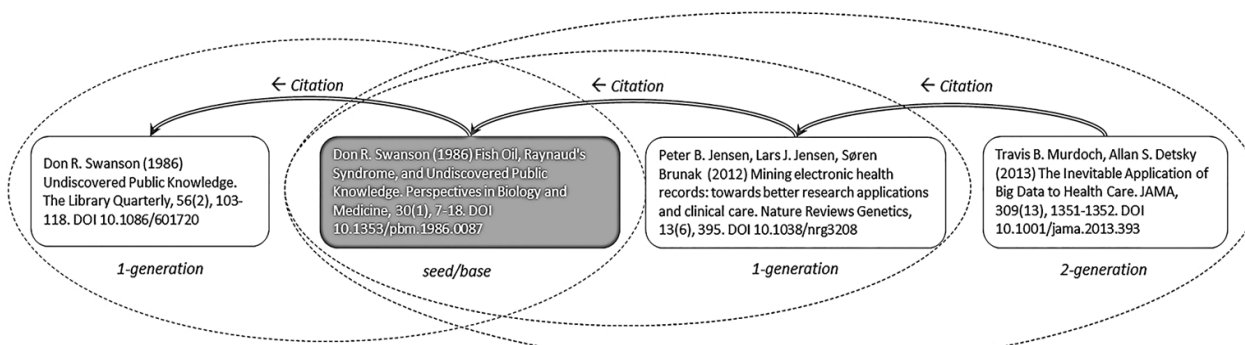 ← Citation
← Citation
← Citation
Don R. Swanson (1986)
Undiscovered Public Knowledge.
The Library Quarterly, 56(2), 103-
118. DOI 10.1086/601720
Don R. Swanson (1986) Fish Oil, Raynaud's
Syndrome, and Undiscovered Public
Knowledge. Perspectives in Biology and
Medicine, 30(1), 7-18. DOI
10.1353/pbm.1986.0087
Peter B. Jensen, Lars J. Jensen, Søren
Brunak (2012) Mining electronic health
records: towards better research applications
and clinical care. Nature Reviews Genetics,
13(6), 395. DOI 10.1038/nrg3208
Travis B. Murdoch, Allan S. Detsky
(2013) The Inevitable Application of
Big Data to Health Care. JAMA,
309(13), 1351-1352. DOI
10.1001/jama.2013.393
1-generation
seed/base
1-generation
2-generation